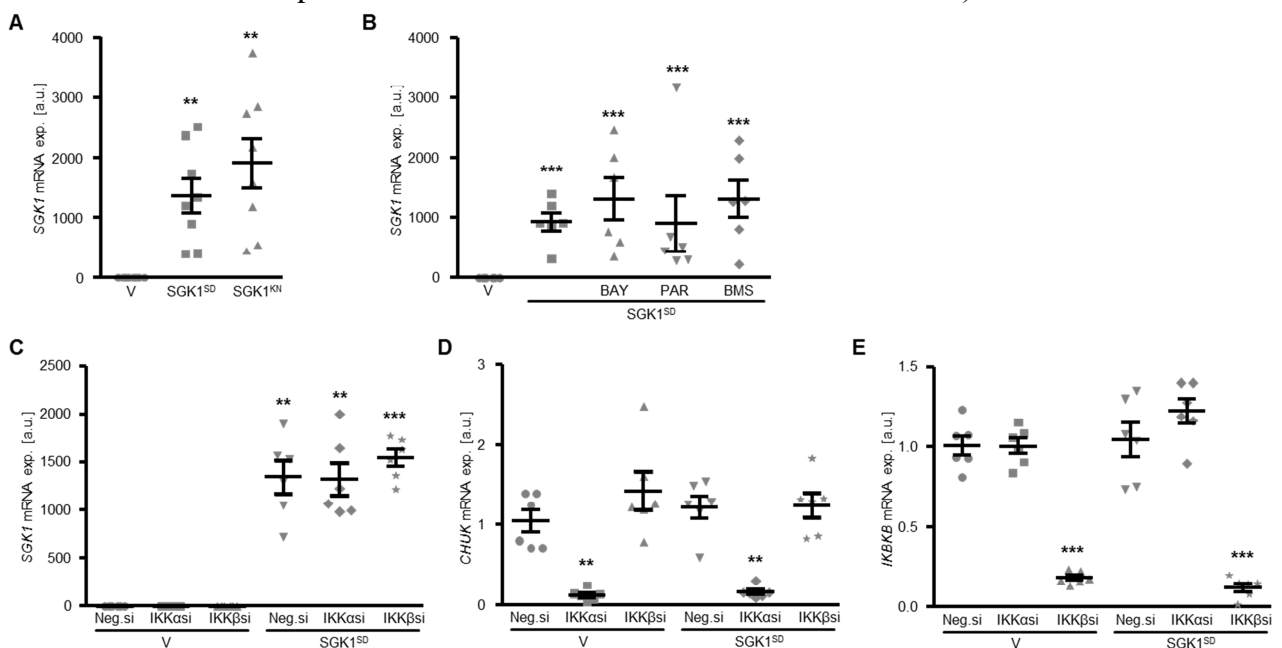 A
SGK1 mRNA exp. [a.u.]
4000
3000
2000
1000
0
**
**
V
SGK1ˢᴰ
SGK1ᴷᴺ
B
SGK1 mRNA exp. [a.u.]
4000
3000
2000
1000
0
***
***
***
***
V
BAY
PAR
BMS
SGK1ˢᴰ
C
SGK1 mRNA exp. [a.u.]
2500
2000
1500
1000
500
0
**
**
***
Neg.si IKKαsi IKKβsi Neg.si IKKαsi IKKβsi
V SGK1ˢᴰ
D
CHUK mRNA exp. [a.u.]
3
2
1
0
**
**
Neg.si IKKαsi IKKβsi Neg.si IKKαsi IKKβsi
V SGK1ˢᴰ
E
IKBKB mRNA exp. [a.u.]
1.5
1.0
0.5
0.0
***
***
Neg.si IKKαsi IKKβsi Neg.si IKKαsi IKKβsi
V SGK1ˢᴰ